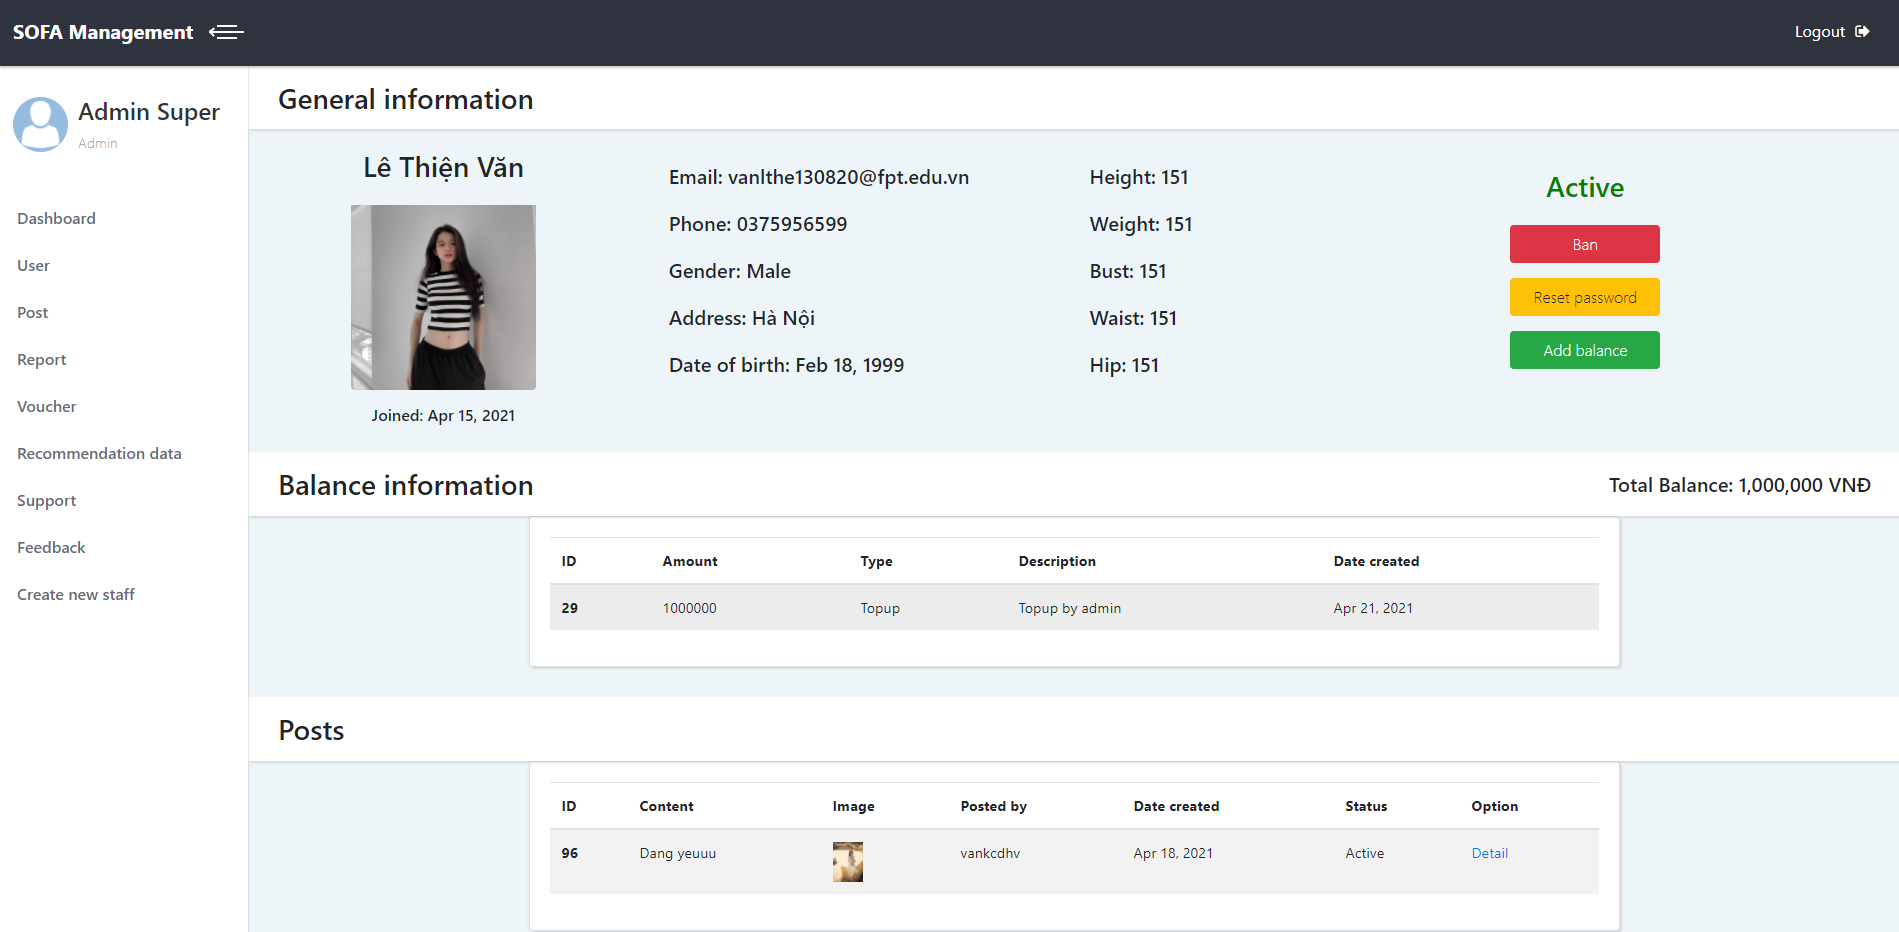 SOFA Management
Logout
Admin Super
Admin
Dashboard
User
Post
Report
Voucher
Recommendation data
Support
Feedback
Create new staff
General information
Lê Thiện Văn
Joined: Apr 15, 2021
Email: vanlthe130820@fpt.edu.vn
Phone: 0375956599
Gender: Male
Address: Hà Nội
Date of birth: Feb 18, 1999
Height: 151
Weight: 151
Bust: 151
Waist: 151
Hip: 151
Active
Ban
Reset password
Add balance
Balance information
Total Balance: 1,000,000 VNĐ
ID Amount Type Description Date created
29 1000000 Topup Topup by admin Apr 21, 2021
Posts
ID Content Image Posted by Date created Status Option
96 Dang yeuuu vankcdhv Apr 18, 2021 Active Detail